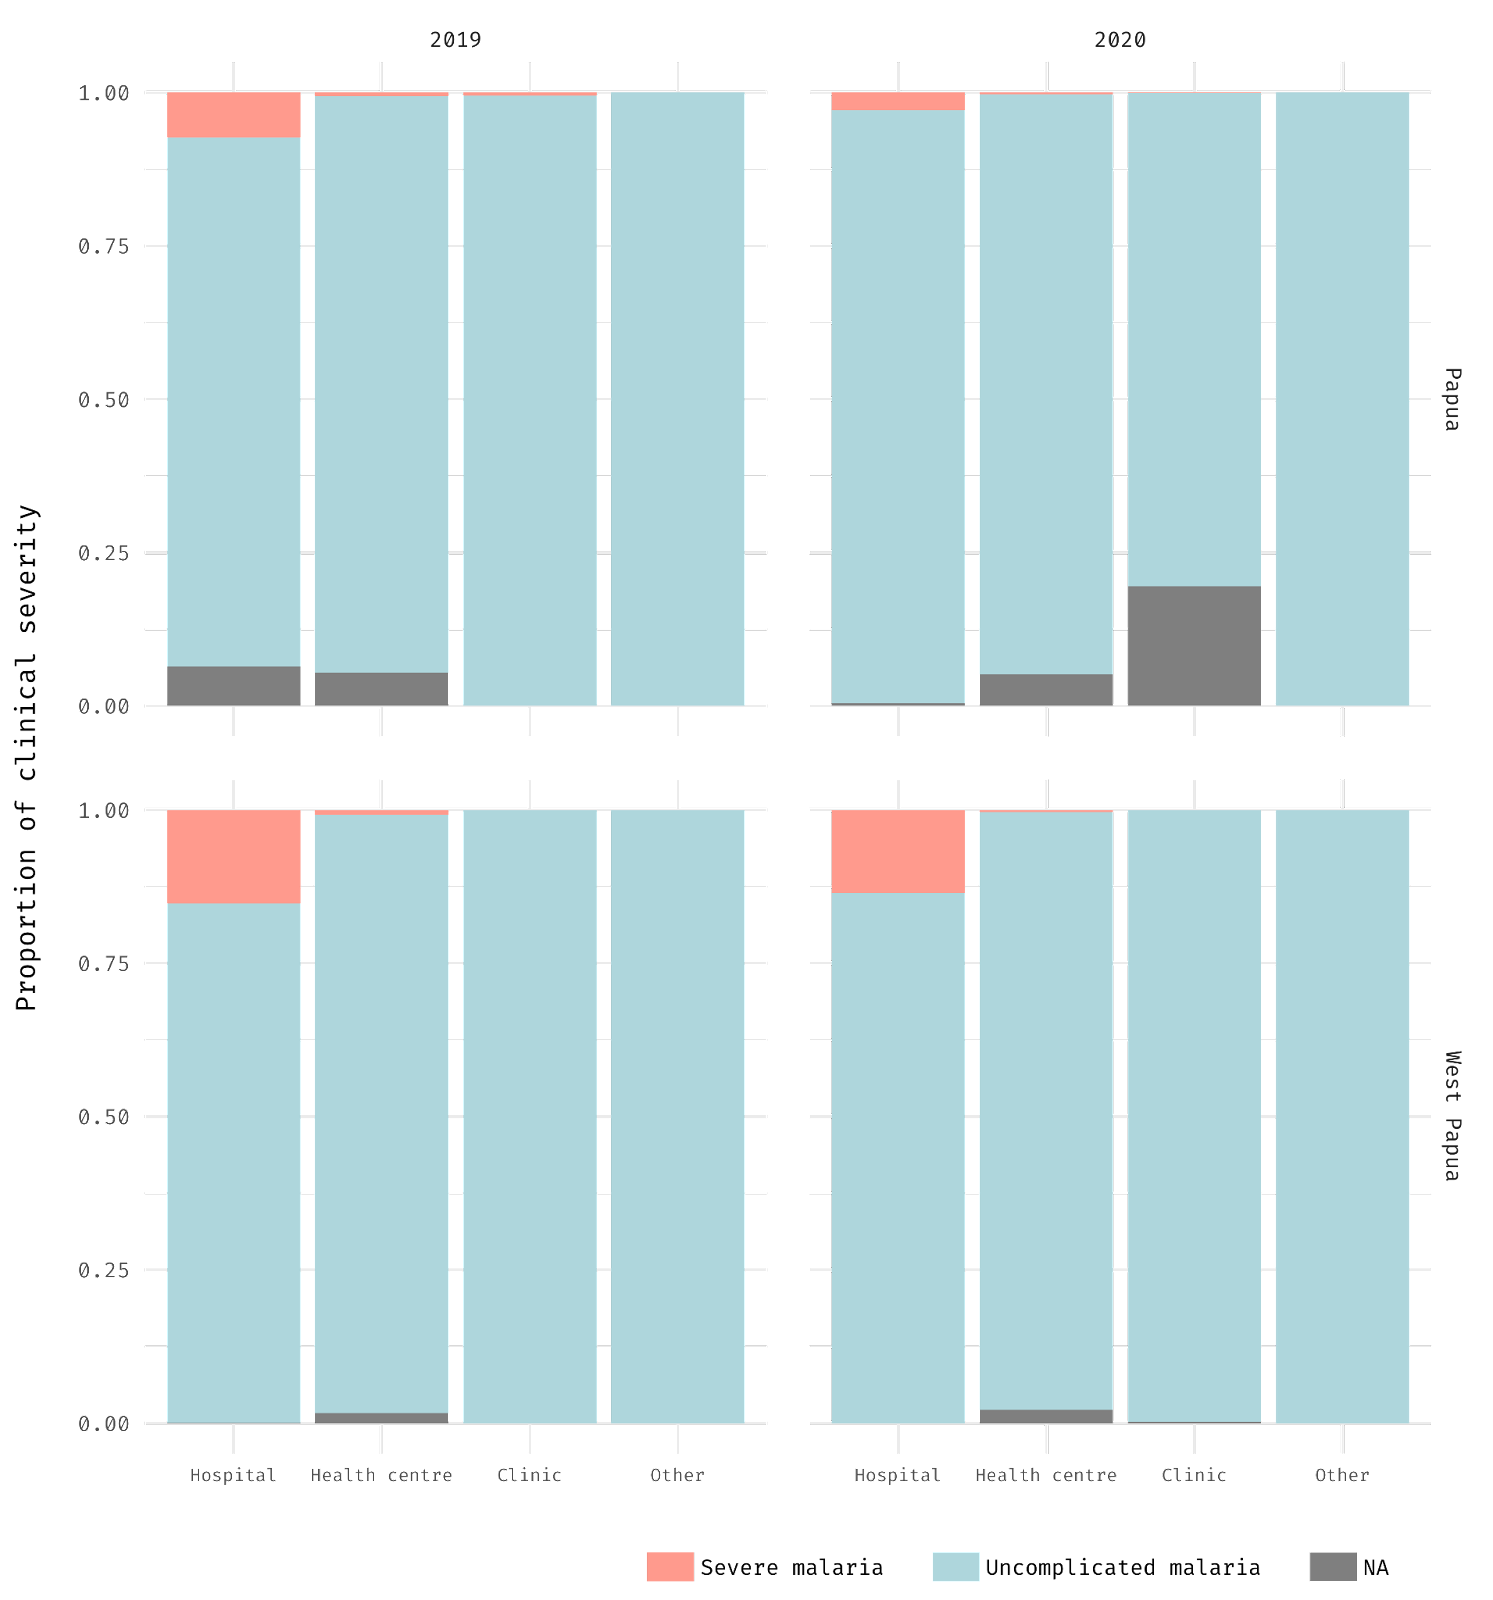 2019
2020
1.00
0.75
0.50
0.25
0.00
Papua
Proportion of clinical severity
1.00
0.75
0.50
0.25
0.00
West Papua
Hospital Health centre Clinic Other
Hospital Health centre Clinic Other
Severe malaria Uncomplicated malaria NA